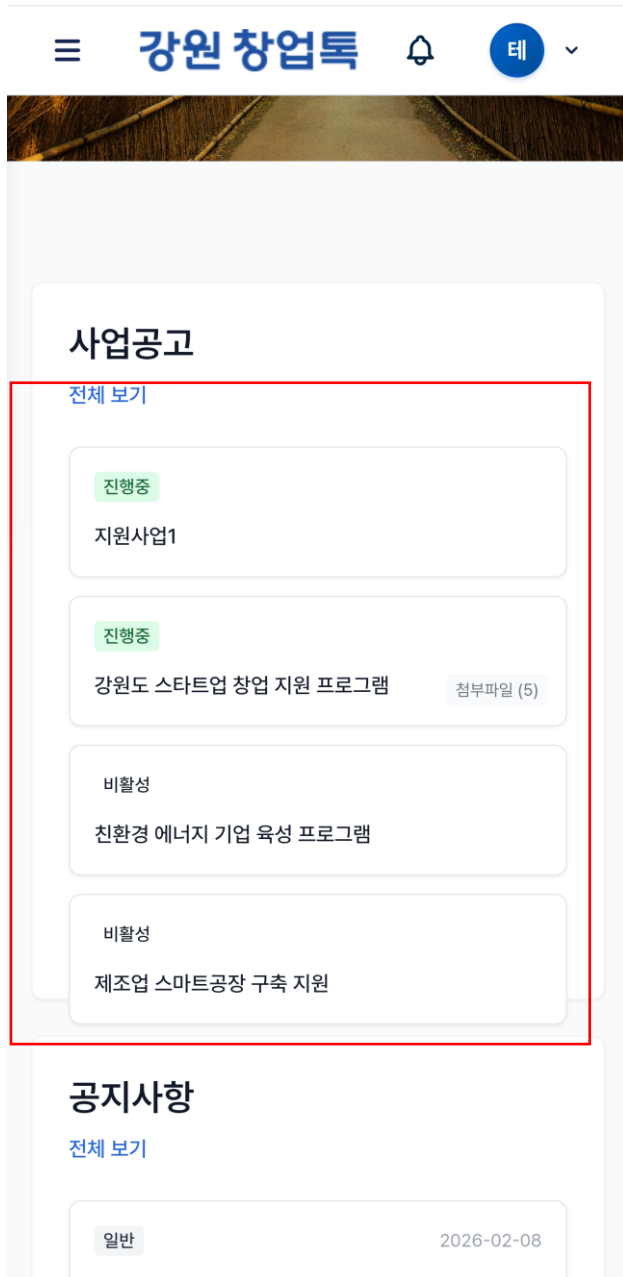 강원 창업톡
테
사업공고
전체 보기
진행중
지원사업1
진행중
강원도 스타트업 창업 지원 프로그램
첨부파일 (5)
비활성
친환경 에너지 기업 육성 프로그램
비활성
제조업 스마트공장 구축 지원
공지사항
전체 보기
일반
2026-02-08